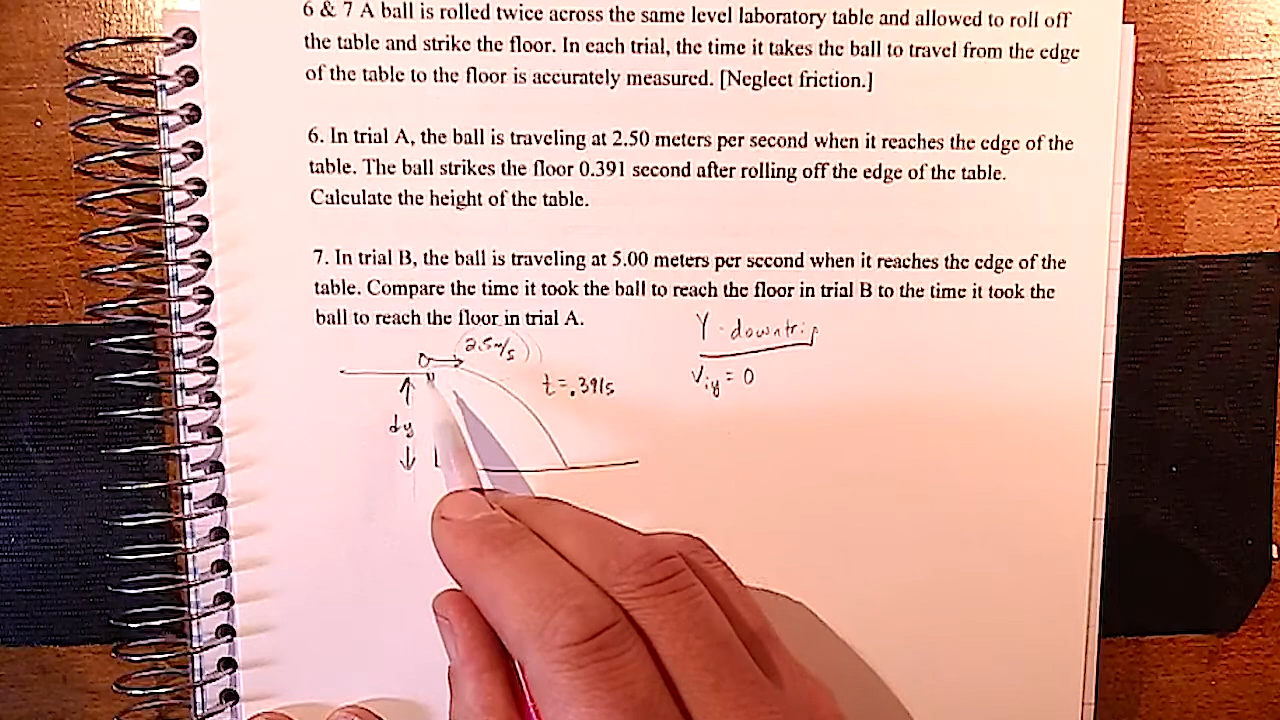 6 & 7 A ball is rolled twice across the same level laboratory table and allowed to roll off
the table and strike the floor. In each trial, the time it takes the ball to travel from the edge
of the table to the floor is accurately measured. [Neglect friction.]
6. In trial A, the ball is traveling at 2.50 meters per second when it reaches the edge of the
table. The ball strikes the floor 0.391 second after rolling off the edge of the table.
Calculate the height of the table.
7. In trial B, the ball is traveling at 5.00 meters per second when it reaches the edge of the
table. Compare the time it took the ball to reach the floor in trial B to the time it took the
ball to reach the floor in trial A.
Y-downtrip
2.5m/s
t=.391s
Viy = 0
dy